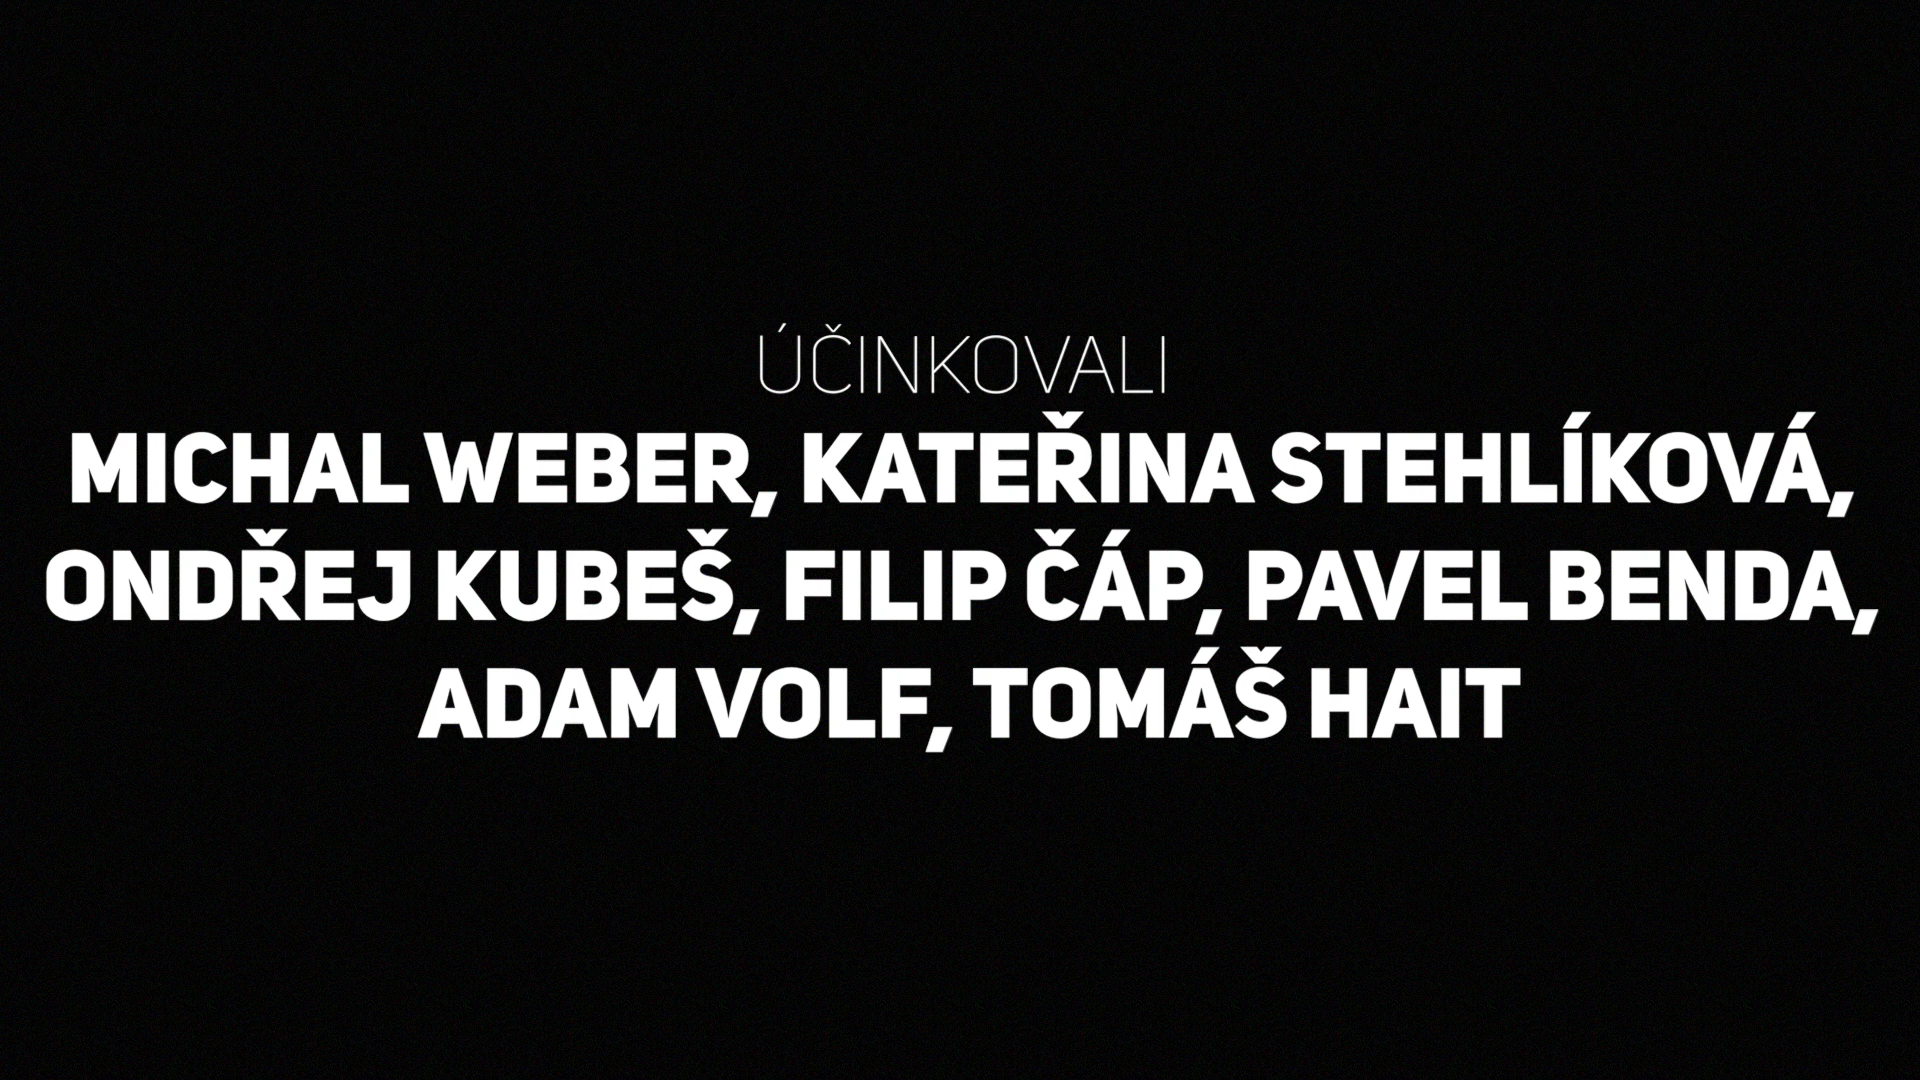 ÚČINKOVALI
MICHAL WEBER, KATEŘINA STEHLÍKOVÁ,
ONDŘEJ KUBEŠ, FILIP ČÁP, PAVEL BENDA,
ADAM VOLF, TOMÁŠ HAIT